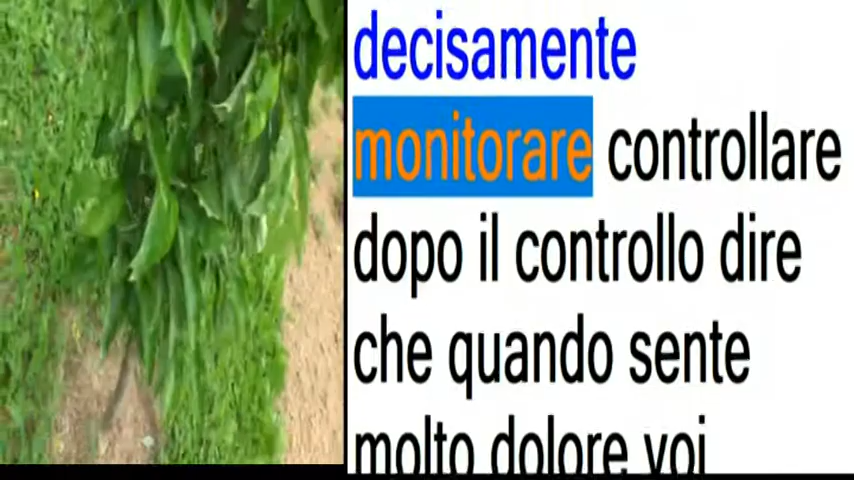 decisamente
monitorare controllare
dopo il controllo dire
che quando sente
molto dolore voi